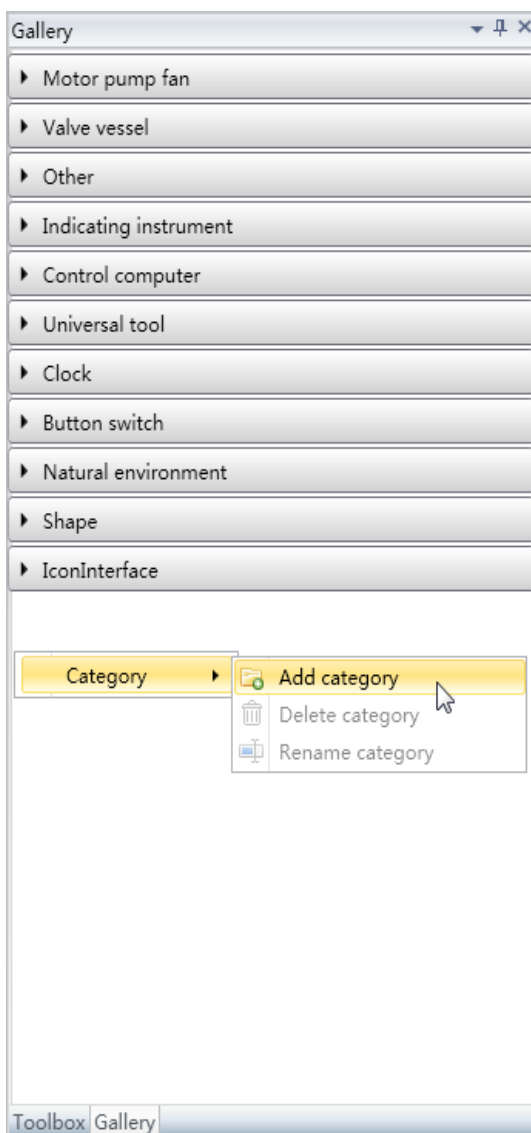 Gallery
Motor pump fan
Valve vessel
Other
Indicating instrument
Control computer
Universal tool
Clock
Button switch
Natural environment
Shape
IconInterface
Category
Add category
Delete category
Rename category
Toolbox Gallery